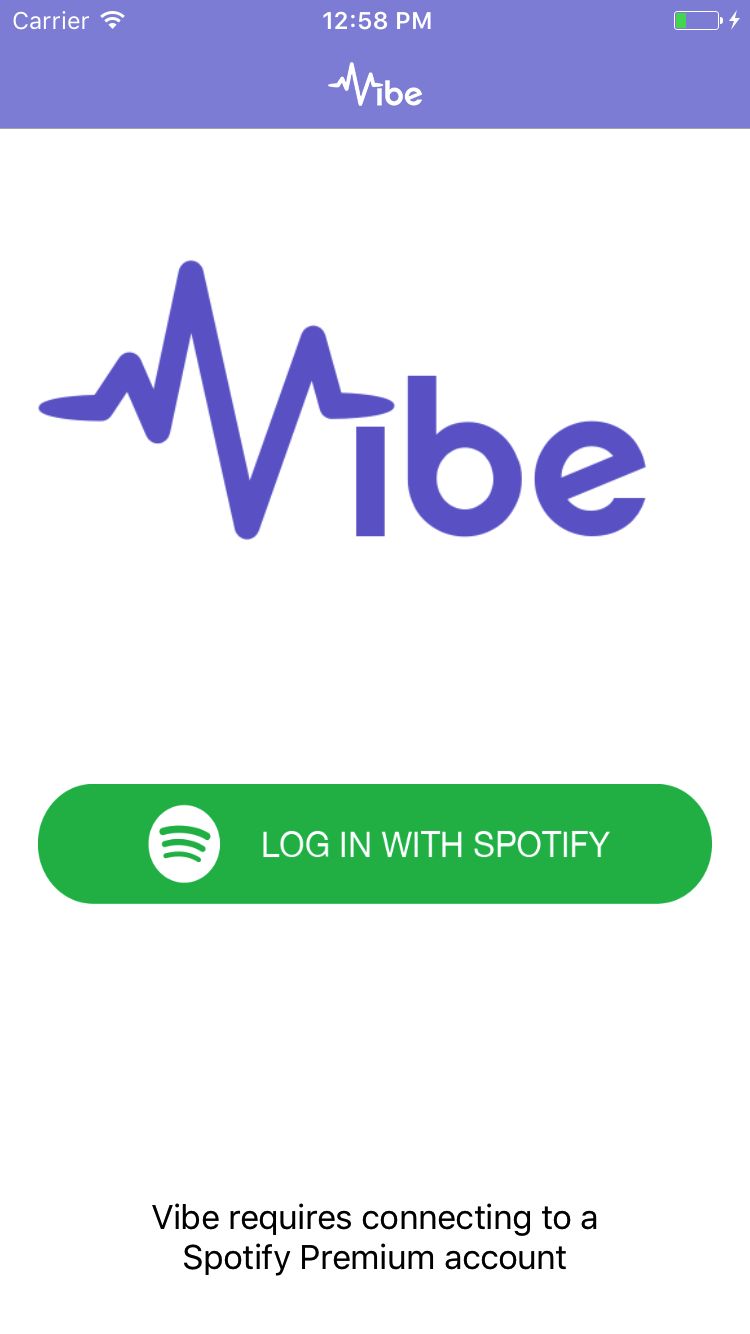 Carrier 12:58 PM
Vibe
Vibe
LOG IN WITH SPOTIFY
Vibe requires connecting to a
Spotify Premium account